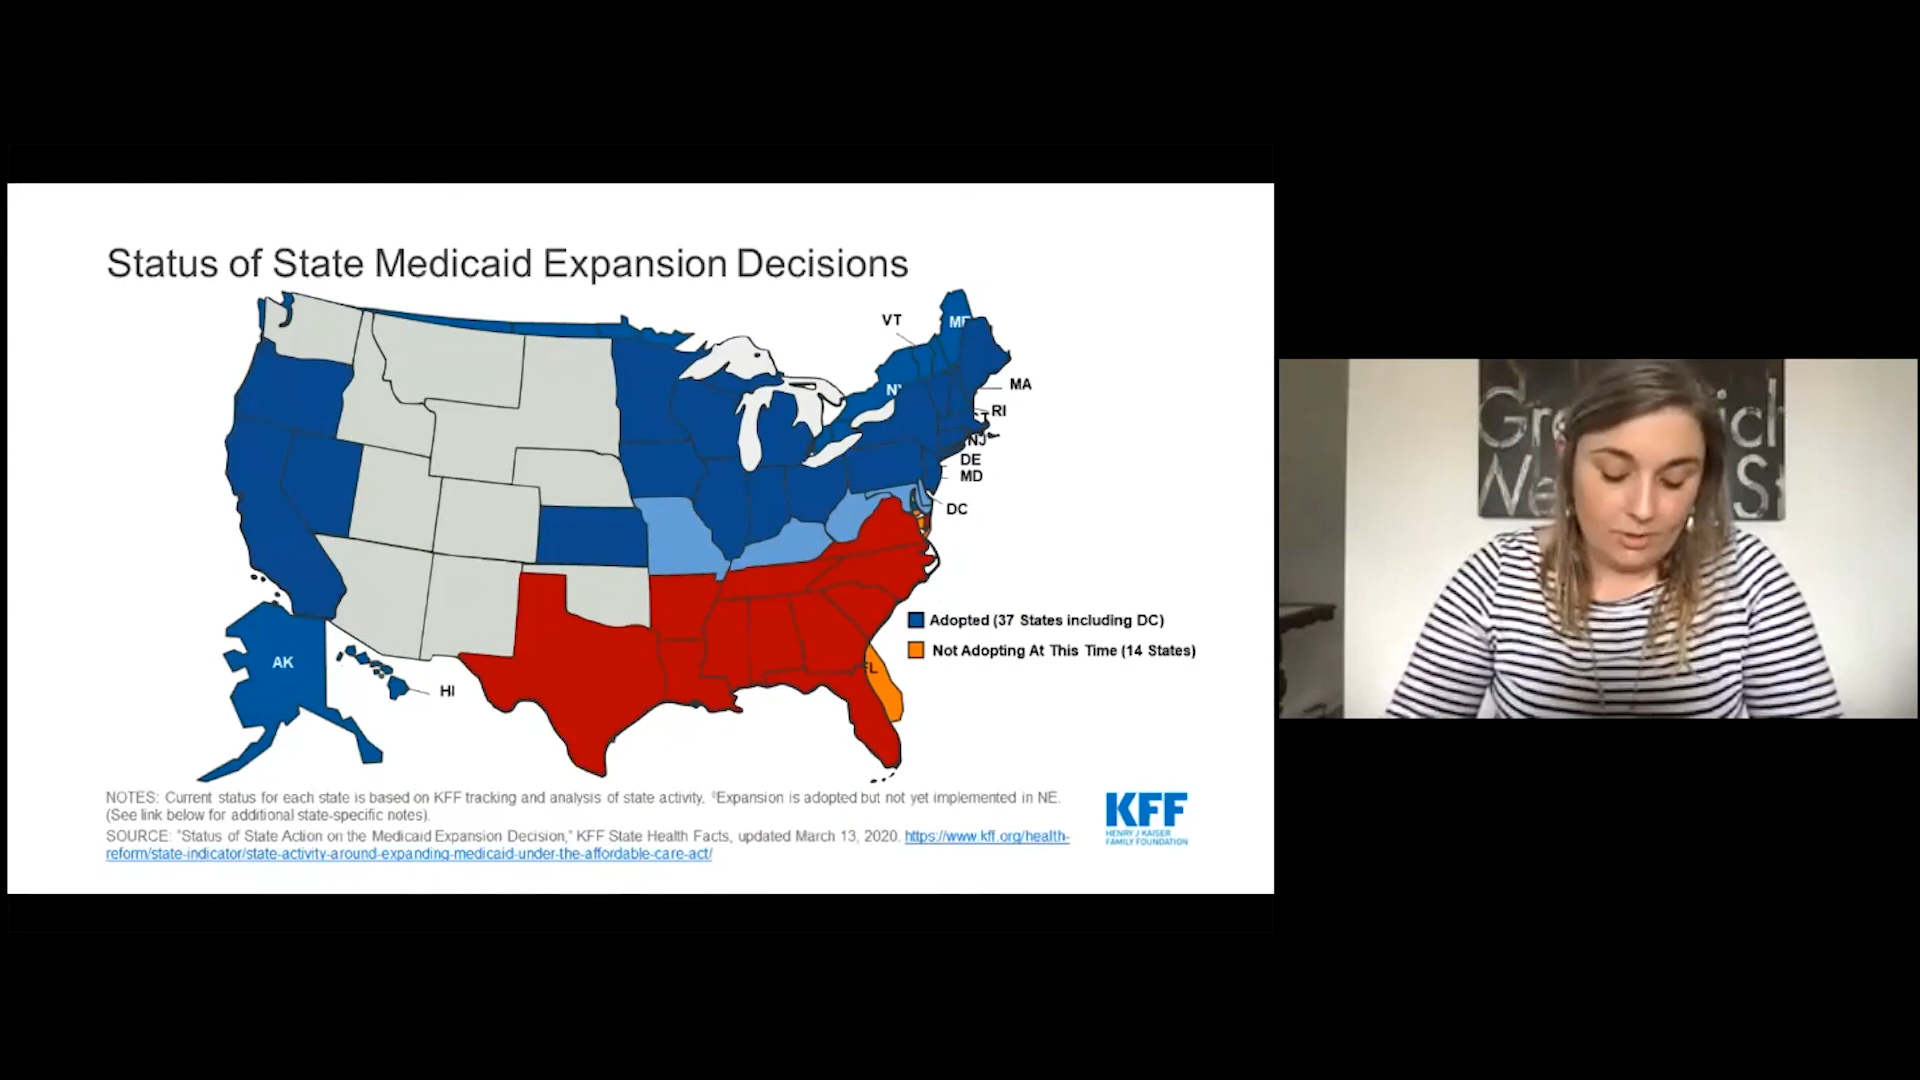 Status of State Medicaid Expansion Decisions
VT
ME
NY
MA
RI
NJ
DE
MD
DC
Adopted (37 States including DC)
Not Adopting At This Time (14 States)
FL
AK
HI
NOTES: Current status for each state is based on KFF tracking and analysis of state activity. ◊Expansion is adopted but not yet implemented in NE.
(See link below for additional state-specific notes).
SOURCE: "Status of State Action on the Medicaid Expansion Decision," KFF State Health Facts, updated March 13, 2020. https://www.kff.org/health-
reform/state-indicator/state-activity-around-expanding-medicaid-under-the-affordable-care-act/
KFF
HENRY J KAISER
FAMILY FOUNDATION